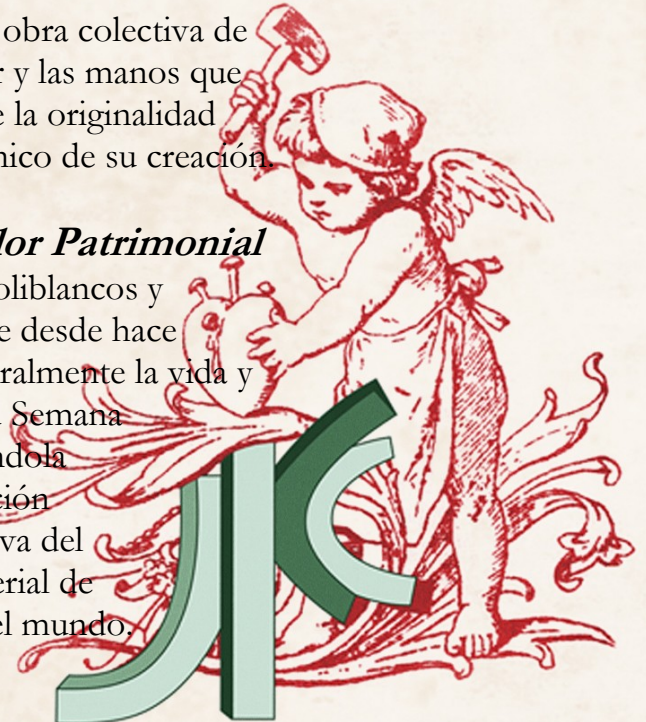 obra colectiva de
r y las manos que
e la originalidad
nico de su creación.
lor Patrimonial
oliblancos y
e desde hace
ralmente la vida y
Semana
ndola
ción
va del
erial de
el mundo.